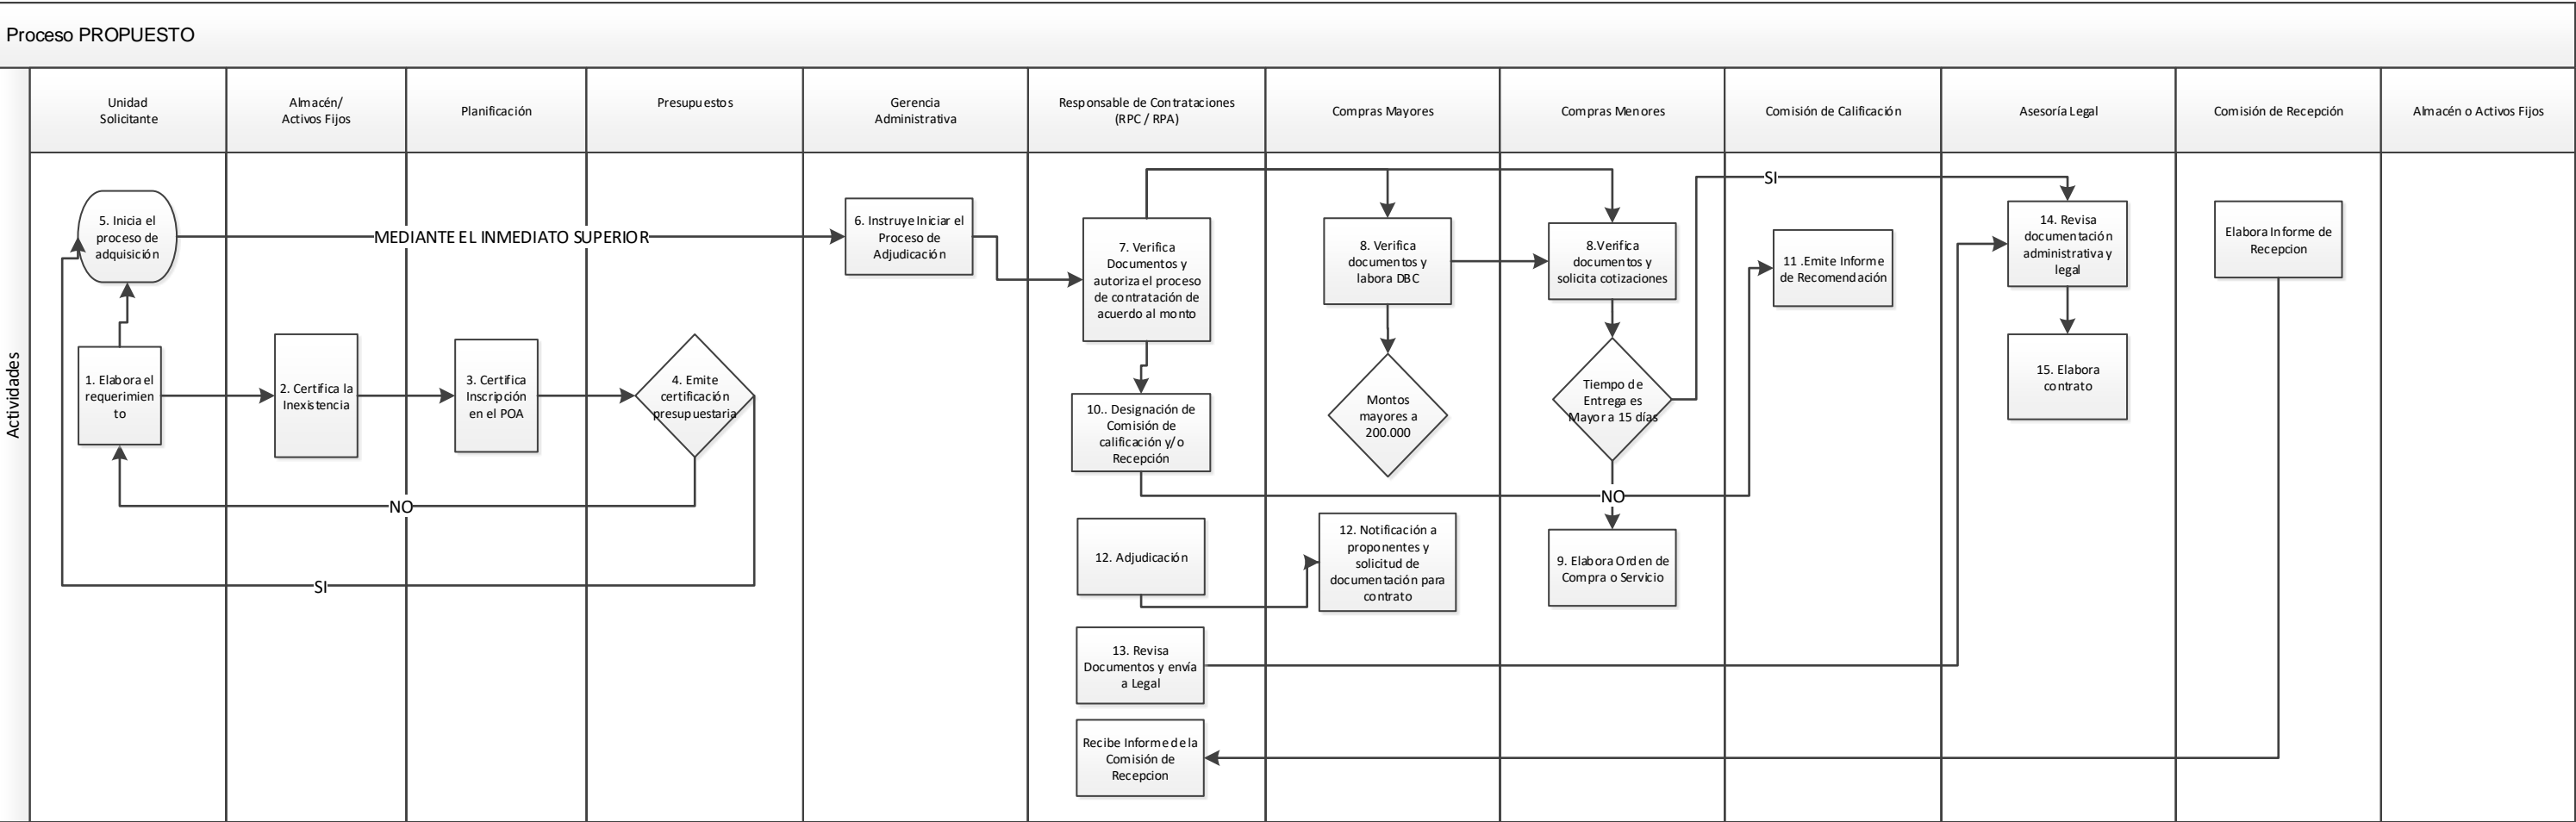 Proceso PROPUESTO
Actividades
Unidad
Solicitante
Almacén/
Activos Fijos
Planificación
Presupuestos
Gerencia
Administrativa
Responsable de Contrataciones
(RPC / RPA)
Compras Mayores
Compras Menores
Comisión de Calificación
Asesoría Legal
Comisión de Recepción
Almacén o Activos Fijos
5. Inicia el
proceso de
adquisición
MEDIANTE EL INMEDIATO SUPERIOR
1. Elabora el
requerimien
to
2. Certifica la
Inexistencia
3. Certifica
Inscripción
en el POA
4. Emite
certificación
presupuestaria
NO
SI
6. Instruye Iniciar el
Proceso de
Adjudicación
7. Verifica
Documentos y
autoriza el proceso
de contratación de
acuerdo al monto
10.. Designación de
Comisión de
calificación y/o
Recepción
12. Adjudicación
13. Revisa
Documentos y envía
a Legal
Recibe Informe de la
Comisión de
Recepcion
8. Verifica
documentos y
labora DBC
Montos
mayores a
200.000
12. Notificación a
proponentes y
solicitud de
documentación para
contrato
8.Verifica
documentos y
solicita cotizaciones
Tiempo de
Entrega es
Mayor a 15 días
NO
9. Elabora Orden de
Compra o Servicio
SI
11 .Emite Informe
de Recomendación
14. Revisa
documentación
administrativa y
legal
15. Elabora
contrato
Elabora Informe de
Recepcion